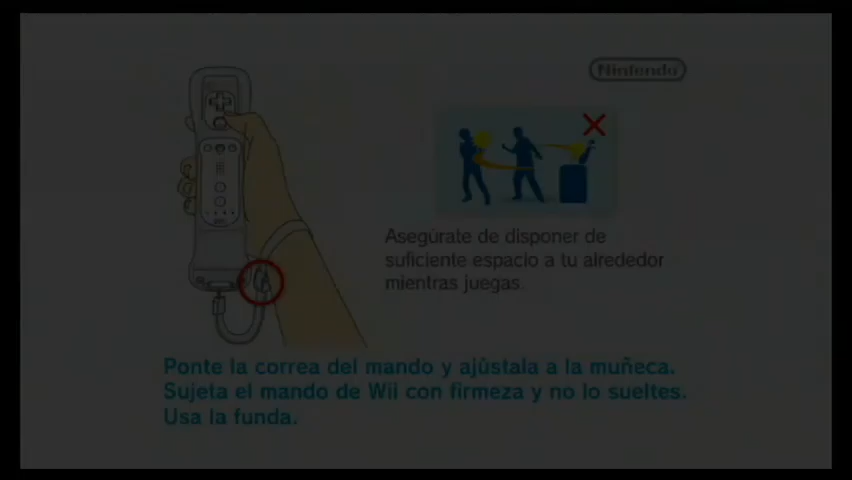 Nintendo
Asegúrate de disponer de
suficiente espacio a tu alrededor
mientras juegas.
Ponte la correa del mando y ajústala a la muñeca.
Sujeta el mando de Wii con firmeza y no lo sueltes.
Usa la funda.